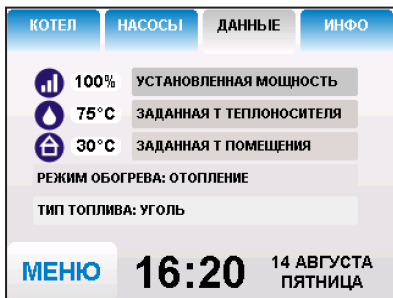 КОТЕЛ НАСОСЫ ДАННЫЕ ИНФО
100% УСТАНОВЛЕННАЯ МОЩНОСТЬ
75°C ЗАДАННАЯ Т ТЕПЛОНОСИТЕЛЯ
30°C ЗАДАННАЯ Т ПОМЕЩЕНИЯ
РЕЖИМ ОБОГРЕВА: ОТОПЛЕНИЕ
ТИП ТОПЛИВА: УГОЛЬ
МЕНЮ 16:20 14 АВГУСТА
ПЯТНИЦА